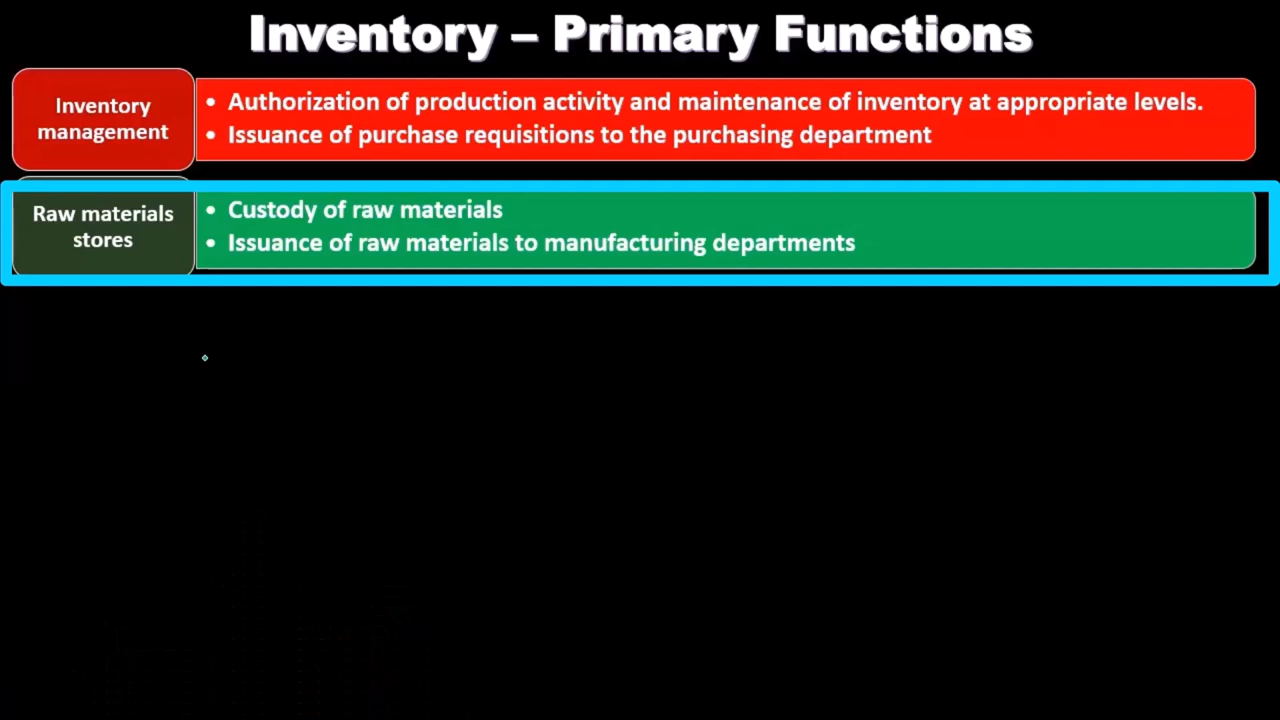 Inventory – Primary Functions
Inventory
management
• Authorization of production activity and maintenance of inventory at appropriate levels.
• Issuance of purchase requisitions to the purchasing department
Raw materials
stores
• Custody of raw materials
• Issuance of raw materials to manufacturing departments